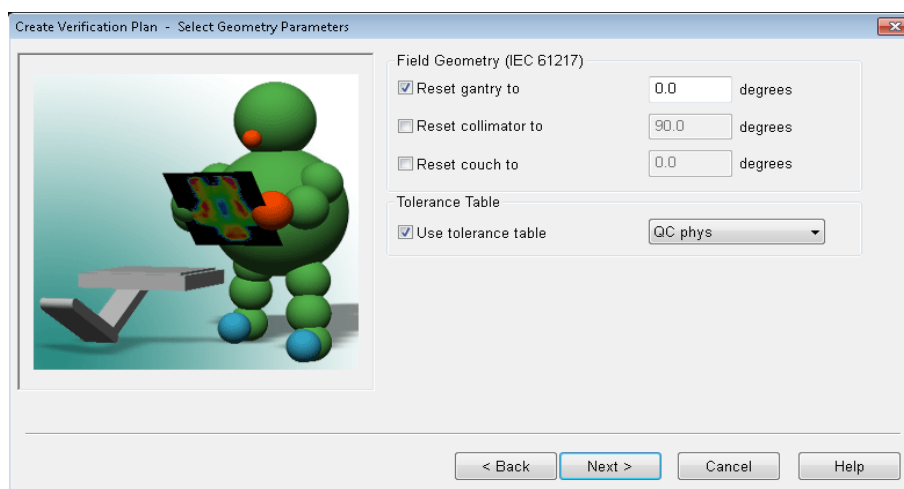 Create Verification Plan - Select Geometry Parameters
Field Geometry (IEC 61217)
Reset gantry to 0.0 degrees
Reset collimator to 90.0 degrees
Reset couch to 0.0 degrees
Tolerance Table
Use tolerance table QC phys
< Back Next > Cancel Help